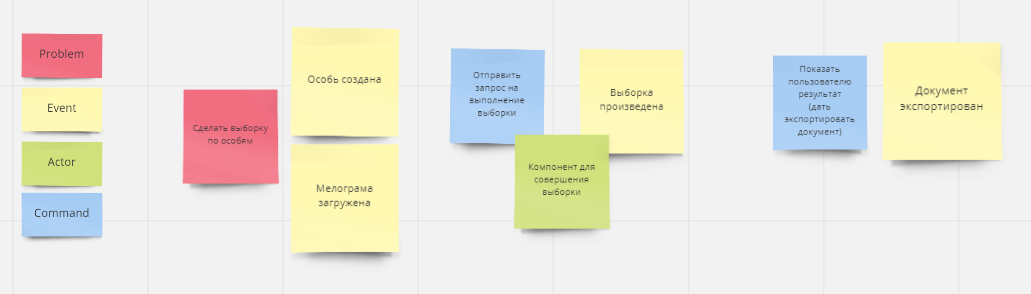 Problem
Event
Actor
Command
Сделать выборку
по особям
Особь создана
Мелограма
загружена
Отправить
запрос на
выполнение
выборки
Выборка
произведена
Компонент для
совершения
выборки
Показать
пользователю
результат
(дать
экспортировать
документ)
Документ
экспортирован